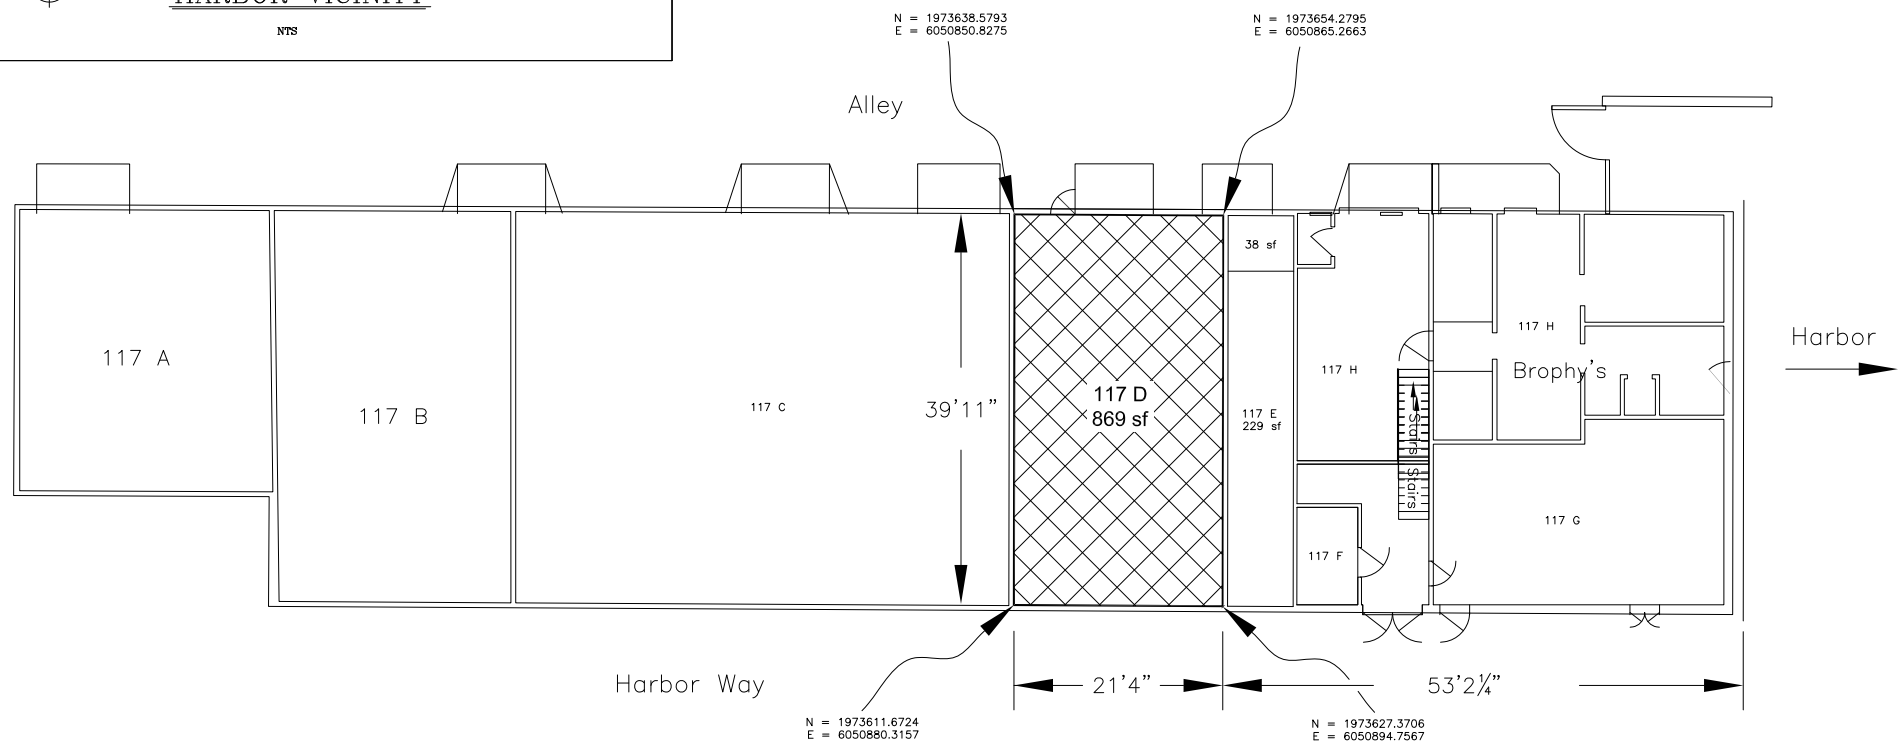 HARBOR VICINITY
NTS
N = 1973638.5793
E = 6050850.8275
N = 1973654.2795
E = 6050865.2663
Alley
38 sf
117 H
Harbor
117 A
117 H
Brophy's
117 B
117 C
39'11"
117 D
869 sf
117 E
229 sf
Stairs
Stairs
117 G
117 F
Harbor Way
21'4"
53'2¼"
N = 1973611.6724
E = 6050880.3157
N = 1973627.3706
E = 6050894.7567